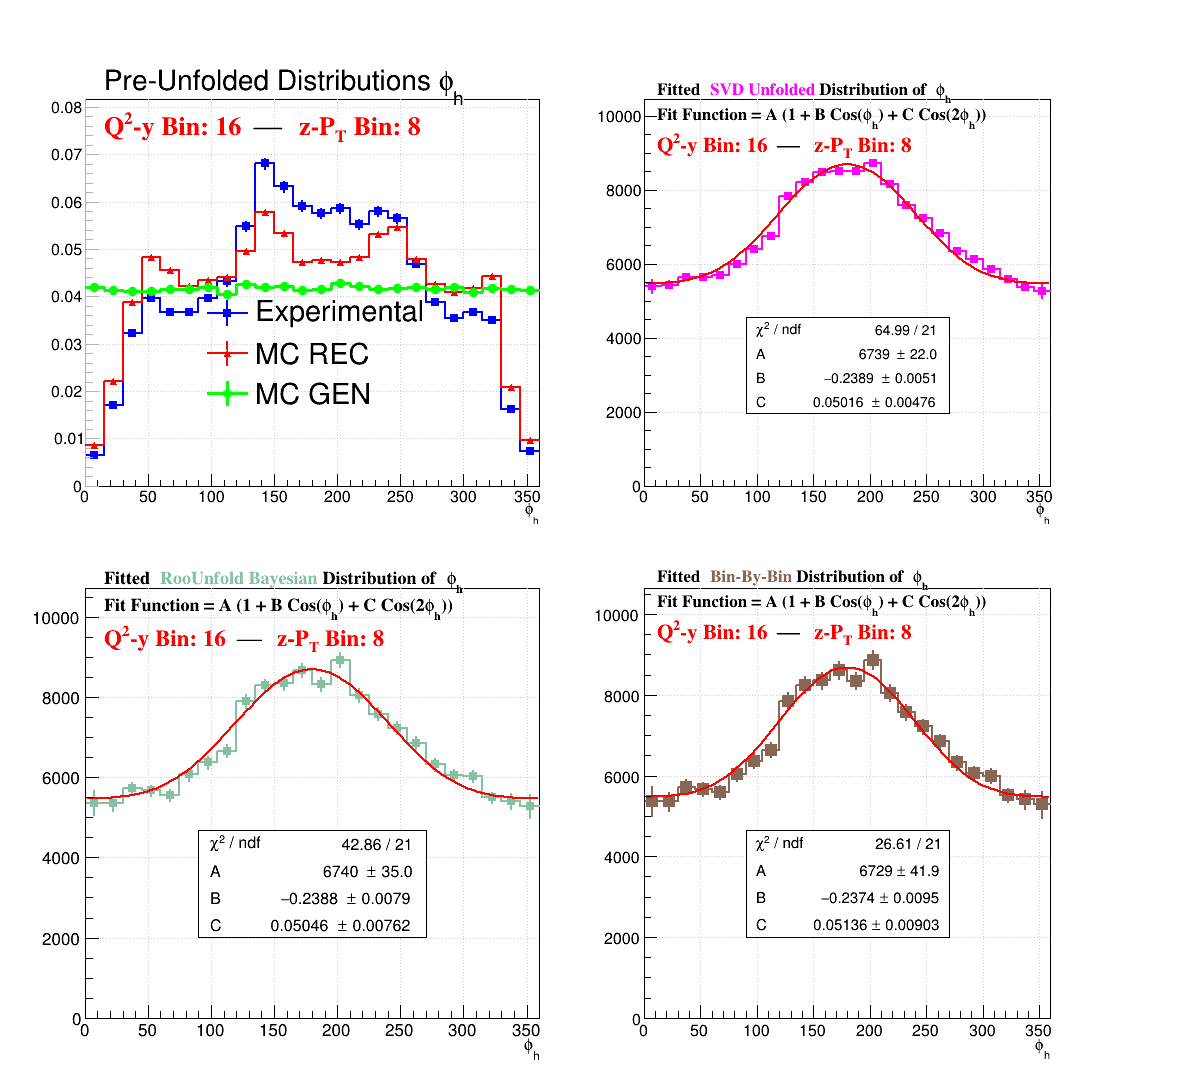 Pre-Unfolded Distributions ϕh
Q²-y Bin: 16 — z-PT Bin: 8
0.08
0.07
0.06
0.05
0.04
0.03
0.02
0.01
0
Experimental
MC REC
MC GEN
0 50 100 150 200 250 300 350
ϕh
Fitted SVD Unfolded Distribution of ϕh
Fit Function = A (1 + B Cos(ϕh) + C Cos(2ϕh))
Q²-y Bin: 16 — z-PT Bin: 8
10000
8000
6000
4000
2000
0
χ² / ndf 64.99 / 21
A 6739 ± 22.0
B −0.2389 ± 0.0051
C 0.05016 ± 0.00476
0 50 100 150 200 250 300 350
ϕh
Fitted RooUnfold Bayesian Distribution of ϕh
Fit Function = A (1 + B Cos(ϕh) + C Cos(2ϕh))
Q²-y Bin: 16 — z-PT Bin: 8
10000
8000
6000
4000
2000
0
χ² / ndf 42.86 / 21
A 6740 ± 35.0
B −0.2388 ± 0.0079
C 0.05046 ± 0.00762
0 50 100 150 200 250 300 350
ϕh
Fitted Bin-By-Bin Distribution of ϕh
Fit Function = A (1 + B Cos(ϕh) + C Cos(2ϕh))
Q²-y Bin: 16 — z-PT Bin: 8
10000
8000
6000
4000
2000
0
χ² / ndf 26.61 / 21
A 6729 ± 41.9
B −0.2374 ± 0.0095
C 0.05136 ± 0.00903
0 50 100 150 200 250 300 350
ϕh